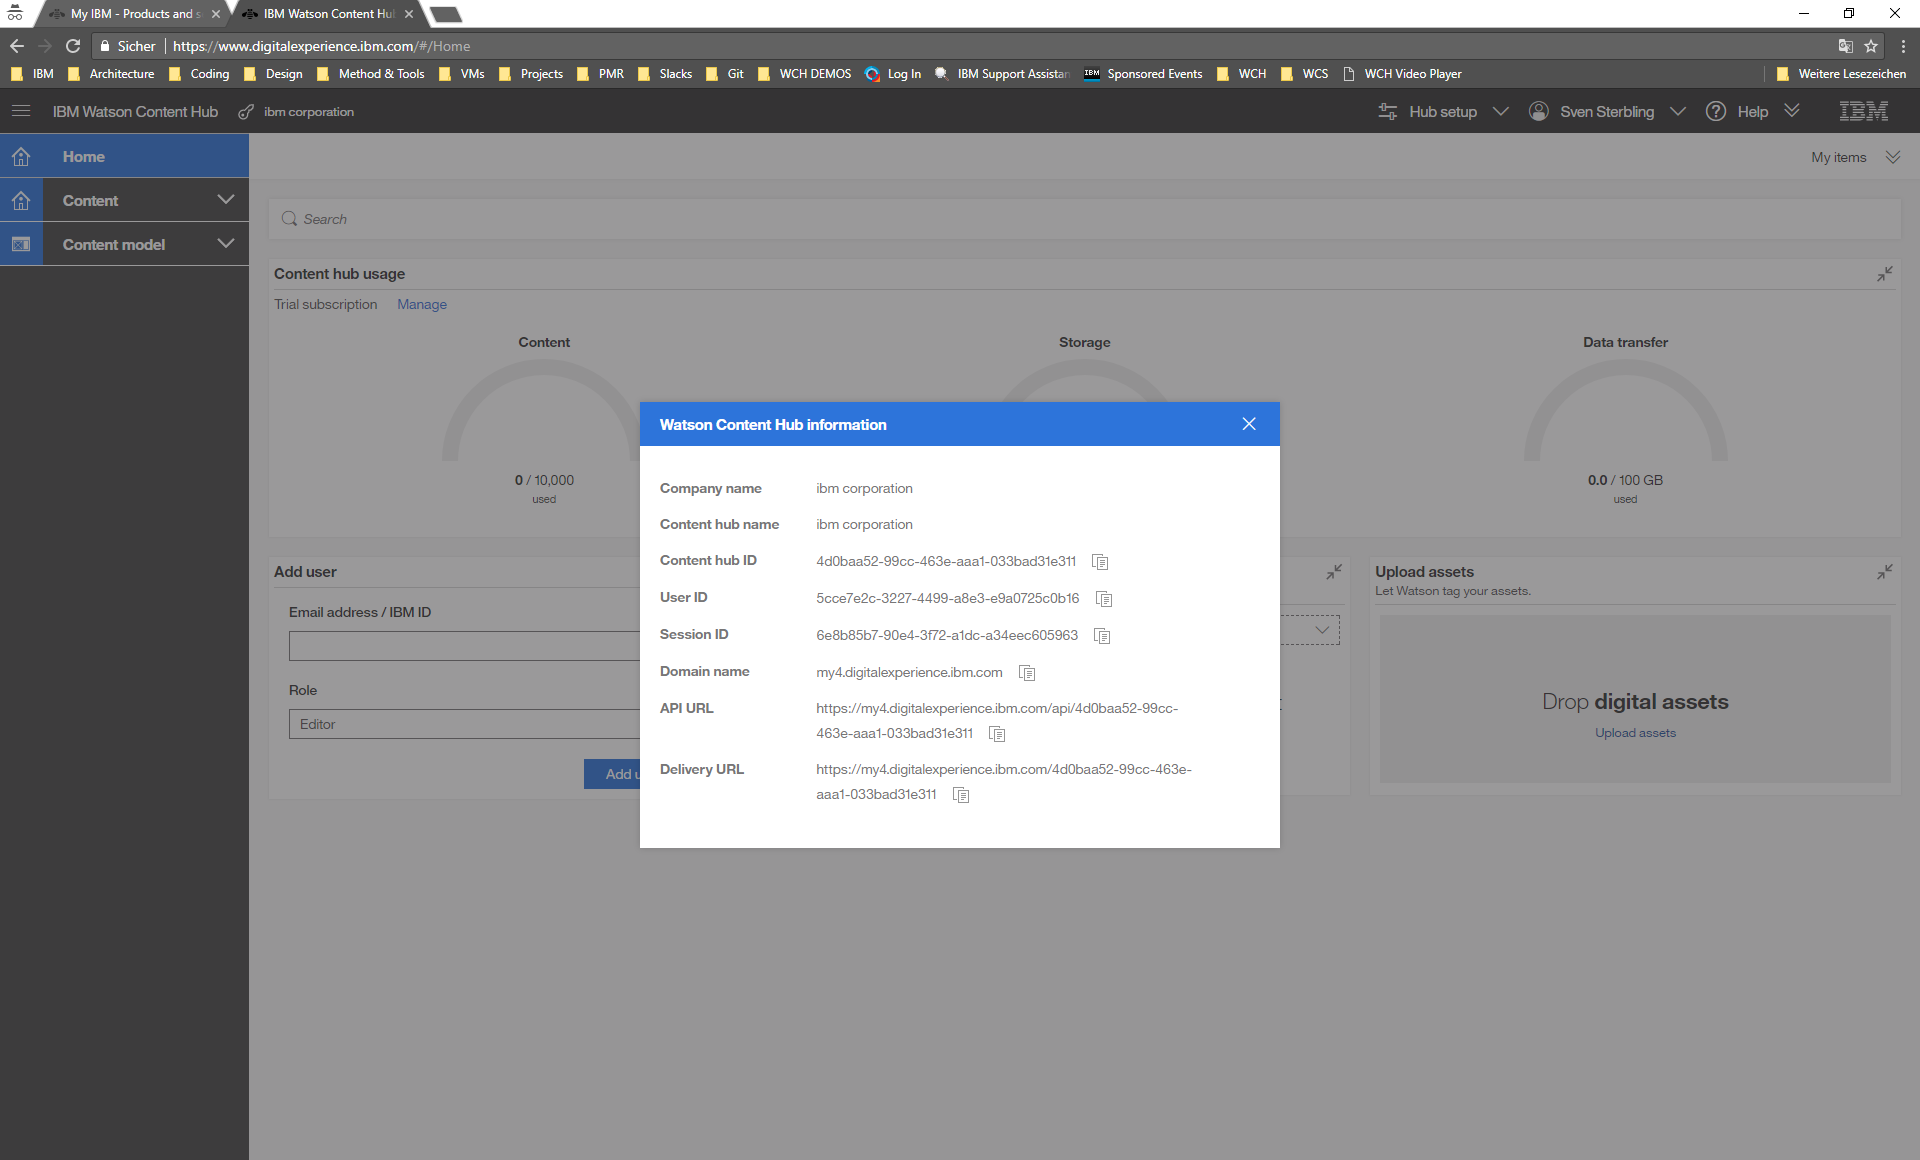 My IBM - Products and s
IBM Watson Content Hu
Sicher
https://www.digitalexperience.ibm.com/#/Home
IBM
Architecture
Coding
Design
Method & Tools
VMs
Projects
PMR
Slacks
Git
WCH DEMOS
Log In
IBM Support Assistan
IBM
Sponsored Events
WCH
WCS
WCH Video Player
Weitere Lesezeichen
IBM Watson Content Hub
ibm corporation
Hub setup
Sven Sterbling
Help
IBM
Home
Content
Content model
My items
Search
Content hub usage
Trial subscription
Manage
Content
Storage
Data transfer
0 / 10,000
used
0.0 / 100 GB
used
Watson Content Hub information
Company name
ibm corporation
Content hub name
ibm corporation
Content hub ID
4d0baa52-99cc-463e-aaa1-033bad31e311
User ID
5cce7e2c-3227-4499-a8e3-e9a0725c0b16
Session ID
6e8b85b7-90e4-3f72-a1dc-a34eec605963
Domain name
my4.digitalexperience.ibm.com
API URL
https://my4.digitalexperience.ibm.com/api/4d0baa52-99cc-
463e-aaa1-033bad31e311
Delivery URL
https://my4.digitalexperience.ibm.com/4d0baa52-99cc-463e-
aaa1-033bad31e311
Add user
Email address / IBM ID
Role
Editor
Add u
Upload assets
Let Watson tag your assets.
Drop digital assets
Upload assets